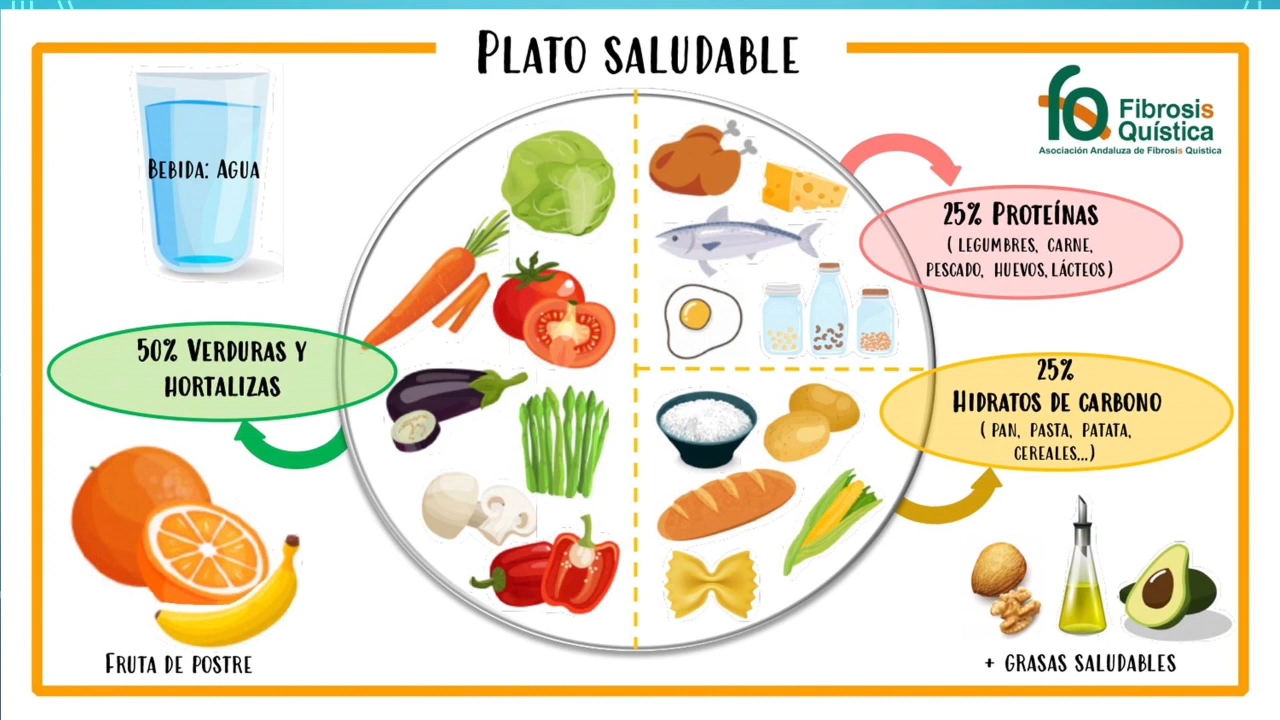 PLATO SALUDABLE
BEBIDA: AGUA
Fibrosis
Quística
Asociación Andaluza de Fibrosis Quistica
25% PROTEÍNAS
( LEGUMBRES, CARNE,
PESCADO, HUEVOS, LÁCTEOS)
50% VERDURAS Y
HORTALIZAS
25%
HIDRATOS DE CARBONO
( PAN, PASTA, PATATA,
CEREALES...)
FRUTA DE POSTRE
+ GRASAS SALUDABLES